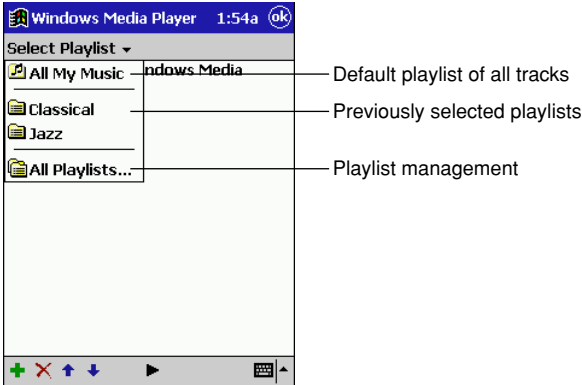 Windows Media Player 1:54a ok
Select Playlist
All My Music
ndows Media
Classical
Jazz
All Playlists...
Default playlist of all tracks
Previously selected playlists
Playlist management